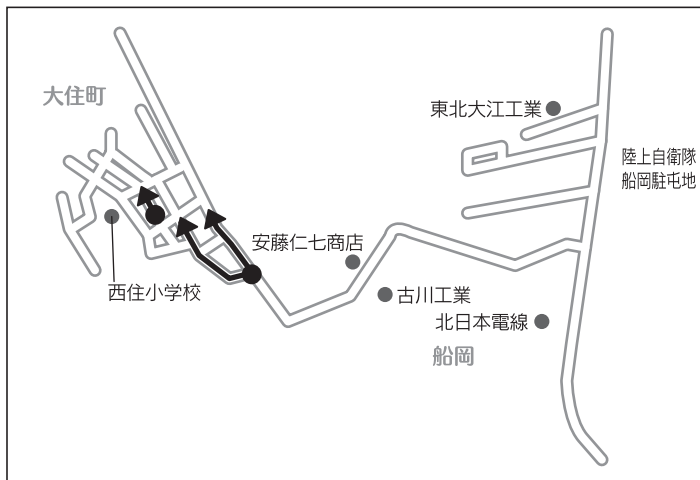 大住町
東北大江工業
陸上自衛隊
船岡駐屯地
安藤仁七商店
西住小学校
古川工業
北日本電線
船岡